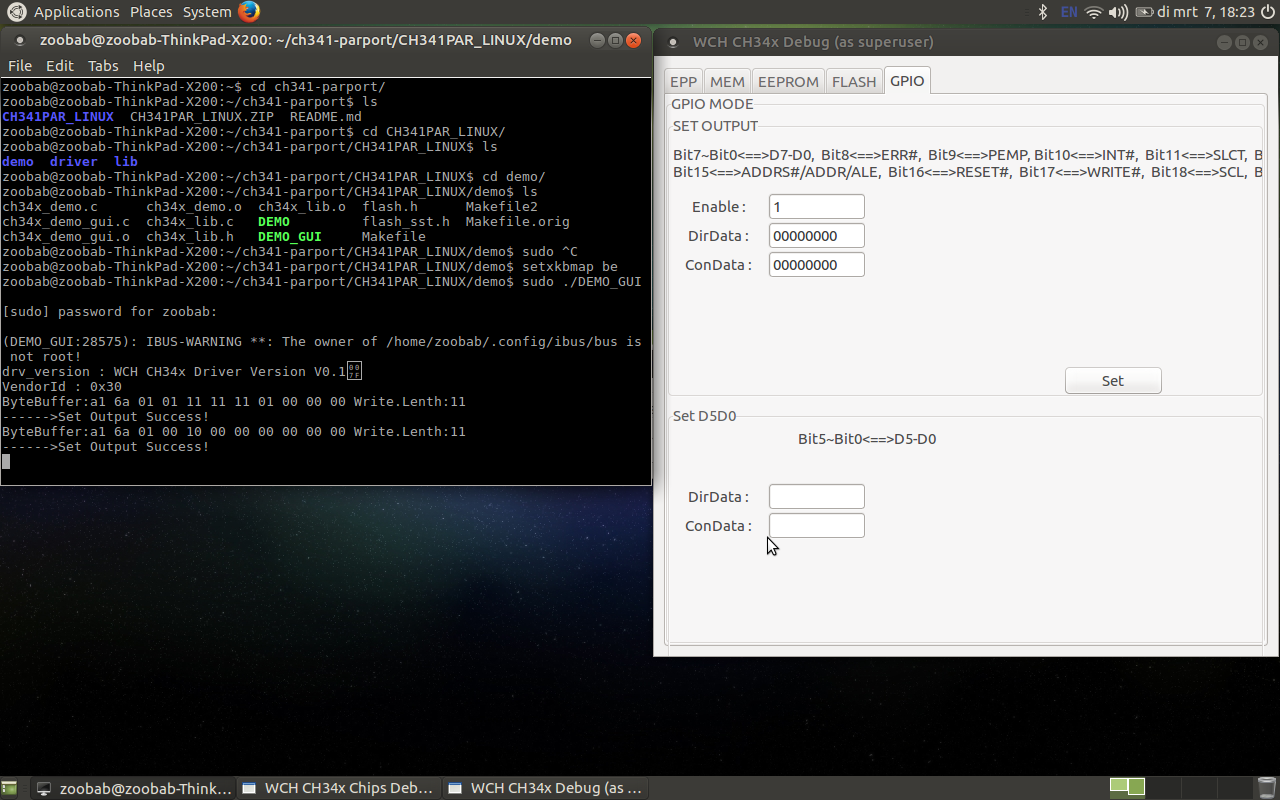 Applications Places System EN di mrt 7, 18:23
zoobab@zoobab-ThinkPad-X200: ~/ch341-parport/CH341PAR_LINUX/demo
File Edit Tabs Help
zoobab@zoobab-ThinkPad-X200:~$ cd ch341-parport/
zoobab@zoobab-ThinkPad-X200:~/ch341-parport$ ls
CH341PAR_LINUX CH341PAR_LINUX.ZIP README.md
zoobab@zoobab-ThinkPad-X200:~/ch341-parport$ cd CH341PAR_LINUX/
zoobab@zoobab-ThinkPad-X200:~/ch341-parport/CH341PAR_LINUX$ ls
demo driver lib
zoobab@zoobab-ThinkPad-X200:~/ch341-parport/CH341PAR_LINUX$ cd demo/
zoobab@zoobab-ThinkPad-X200:~/ch341-parport/CH341PAR_LINUX/demo$ ls
ch34x_demo.c ch34x_demo.o ch34x_lib.o flash.h Makefile2
ch34x_demo_gui.c ch34x_lib.c DEMO flash_sst.h Makefile.orig
ch34x_demo_gui.o ch34x_lib.h DEMO_GUI Makefile
zoobab@zoobab-ThinkPad-X200:~/ch341-parport/CH341PAR_LINUX/demo$ sudo ^C
zoobab@zoobab-ThinkPad-X200:~/ch341-parport/CH341PAR_LINUX/demo$ setxkbmap be
zoobab@zoobab-ThinkPad-X200:~/ch341-parport/CH341PAR_LINUX/demo$ sudo ./DEMO_GUI
[sudo] password for zoobab:
(DEMO_GUI:28575): IBUS-WARNING **: The owner of /home/zoobab/.config/ibus/bus is
not root!
drv_version : WCH CH34x Driver Version V0.1
VendorId : 0x30
ByteBuffer:a1 6a 01 01 11 11 11 01 00 00 00 Write.Lenth:11
------>Set Output Success!
ByteBuffer:a1 6a 01 00 10 00 00 00 00 00 00 Write.Lenth:11
------>Set Output Success!
WCH CH34x Debug (as superuser)
EPP MEM EEPROM FLASH GPIO
GPIO MODE
SET OUTPUT
Bit7~Bit0<==>D7-D0, Bit8<==>ERR#, Bit9<==>PEMP, Bit10<==>INT#, Bit11<==>SLCT, B
Bit15<==>ADDRS#/ADDR/ALE, Bit16<==>RESET#, Bit17<==>WRITE#, Bit18<==>SCL, B
Enable : 1
DirData : 00000000
ConData : 00000000
Set
Set D5D0
Bit5~Bit0<==>D5-D0
DirData :
ConData :
zoobab@zoobab-Think... WCH CH34x Chips Deb... WCH CH34x Debug (as ...